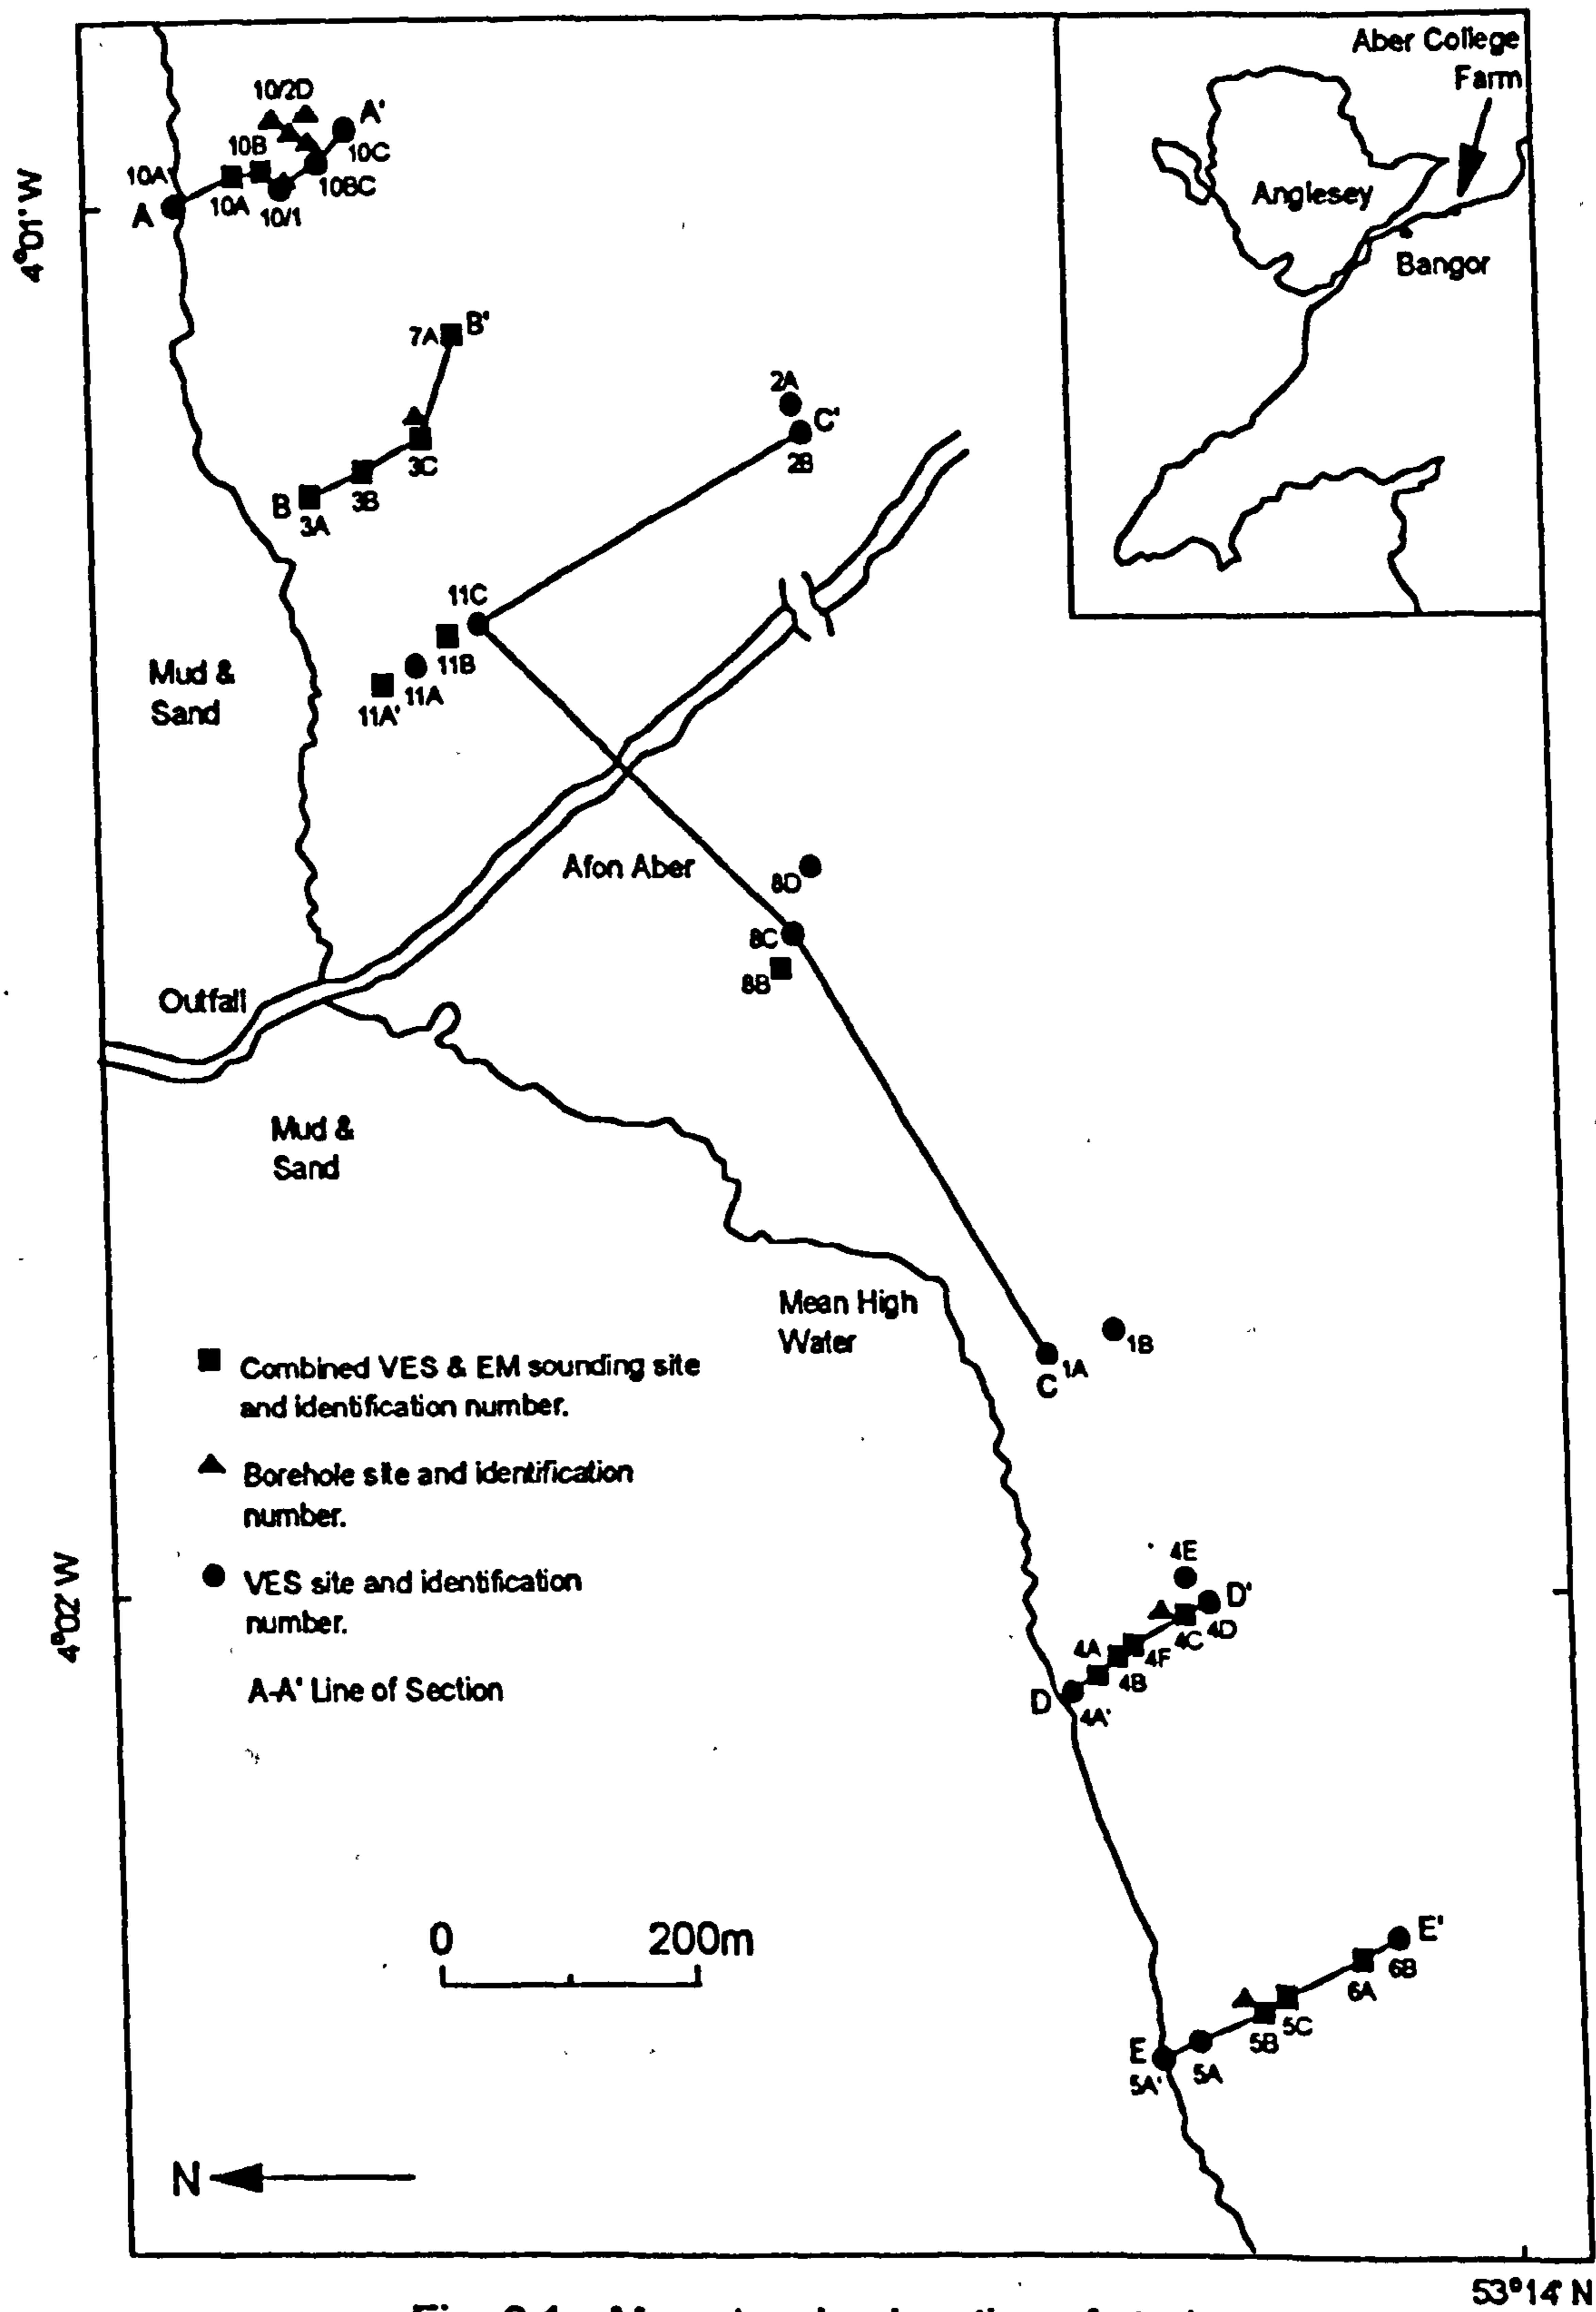 Aber College
Farm
Anglesey
Bangor
4°01' W
10/2D
A'
10B
10C
10A'
10BC
A
10A
10/1
7A
B'
2A
C'
2B
3C
B
3B
3A
11C
11B
11A
11A'
Mud &
Sand
Afon Aber
8D
8C
8B
Outfall
Mud &
Sand
Mean High
Water
1B
1A
C
Combined VES & EM sounding site
and identification number.
Borehole site and identification
number.
VES site and identification
number.
A-A' Line of Section
4°02' W
4E
D'
4D
4C
4A
4F
4B
D
4A'
0 200m
E'
6B
6A
5C
5B
E
5A
5A'
N
53°14' N